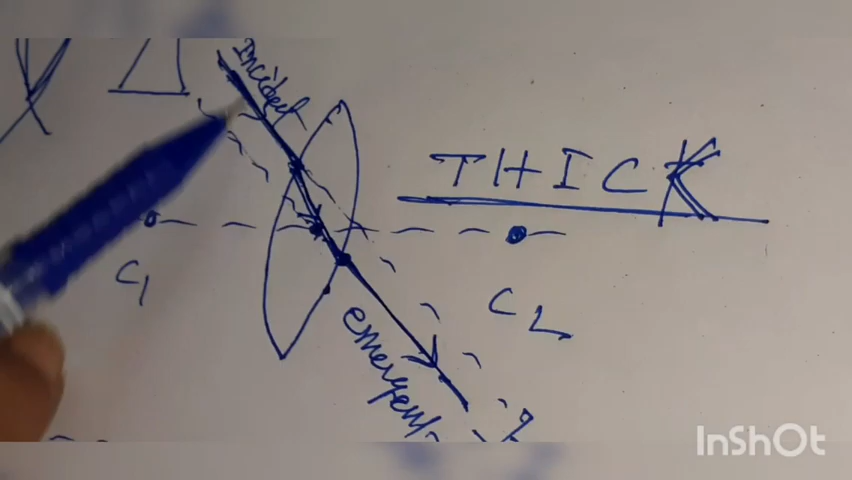 Incident
THICK
C1
C2
emergent
InShOt